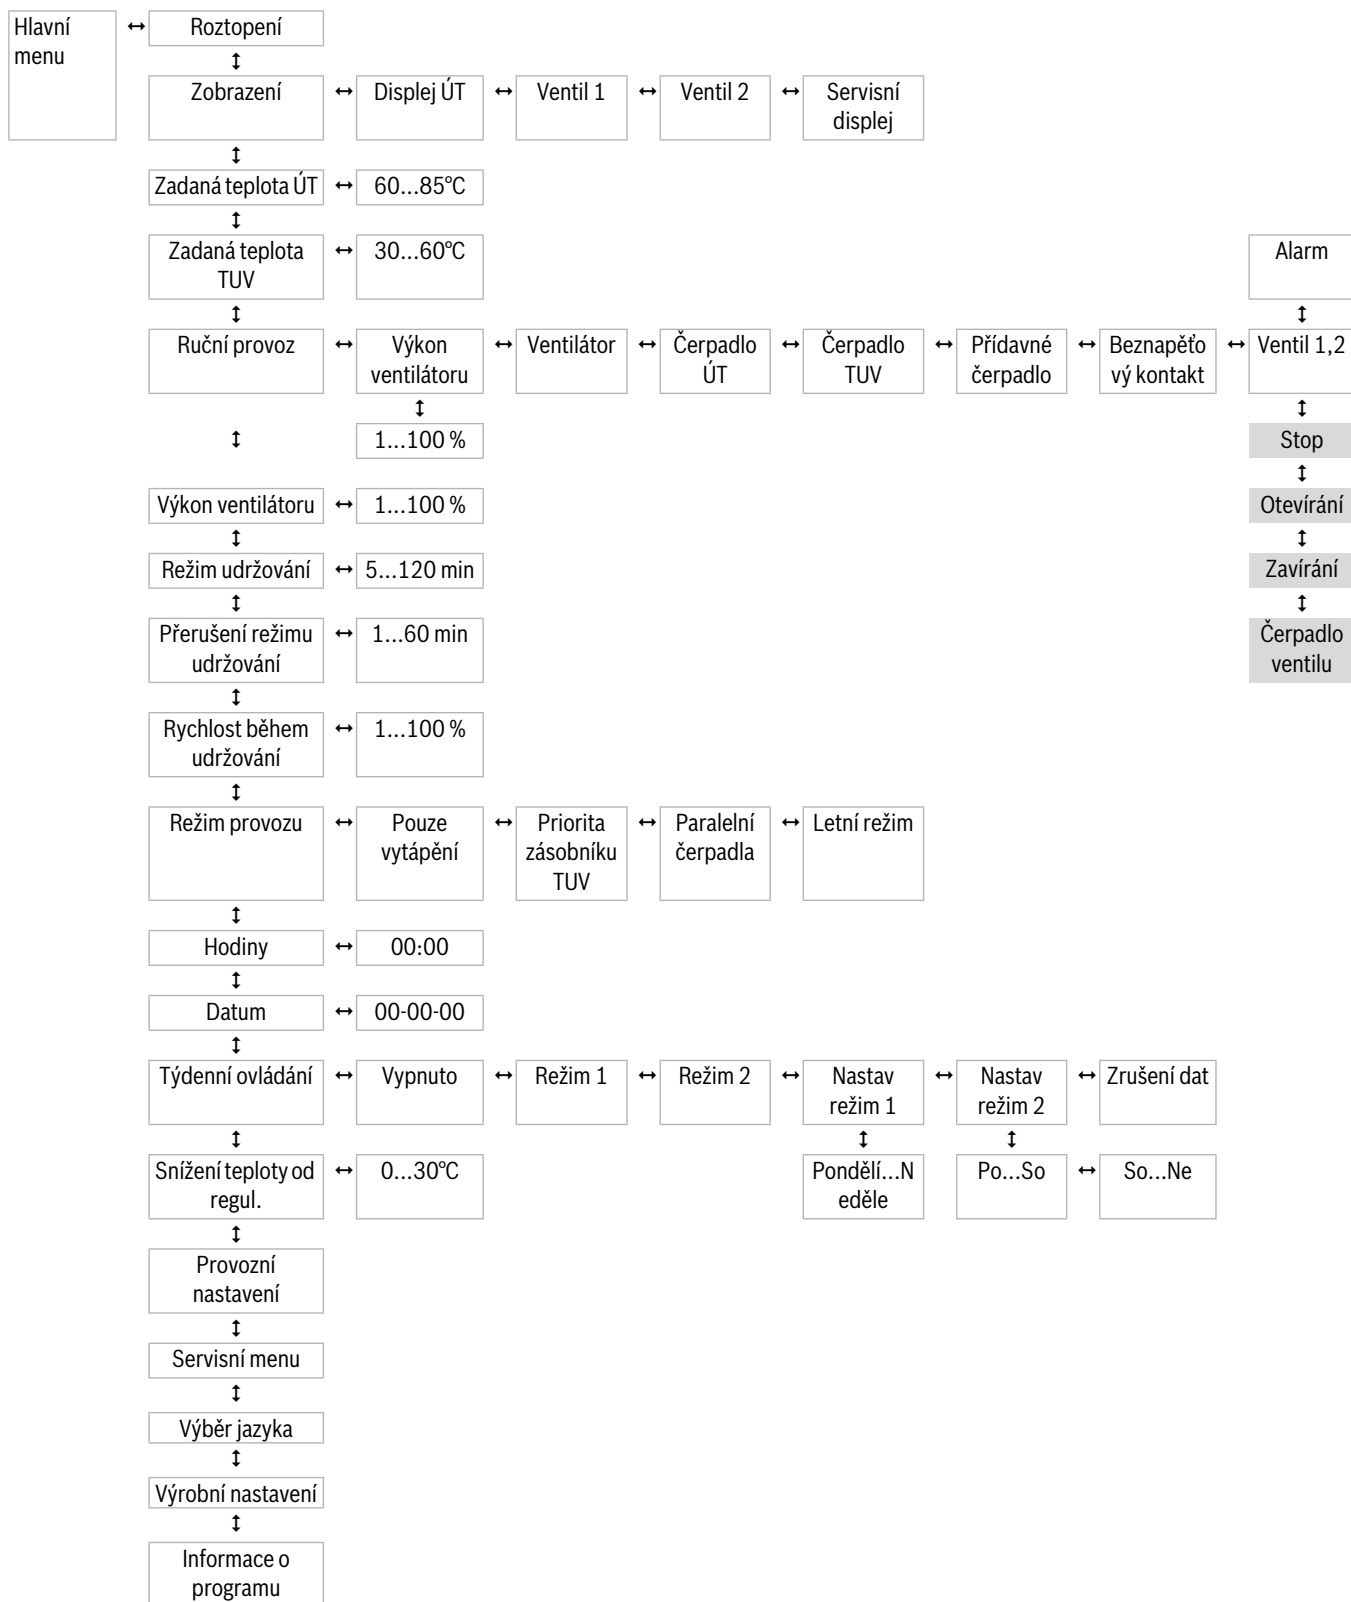 Hlavní
menu
↔
Roztopení
↕
Zobrazení ↔ Displej ÚT ↔ Ventil 1 ↔ Ventil 2 ↔ Servisní
displej
↕
Zadaná teplota ÚT ↔ 60...85°C
↕
Zadaná teplota
TUV
↔ 30...60°C
Alarm
↕
↕
Ruční provoz ↔ Výkon
ventilátoru
↔ Ventilátor ↔ Čerpadlo
ÚT
↔ Čerpadlo
TUV
↔ Přídavné
čerpadlo
↔ Beznapěťo
vý kontakt
↔ Ventil 1,2
↕
↕
↕ 1...100 %
Stop
↕
Výkon ventilátoru ↔ 1...100 %
Otevírání
↕
↕
Režim udržování ↔ 5...120 min
Zavírání
↕
↕
Přerušení režimu
udržování
↔ 1...60 min
Čerpadlo
ventilu
↕
Rychlost během
udržování
↔ 1...100 %
↕
Režim provozu ↔ Pouze
vytápění
↔ Priorita
zásobníku
TUV
↔ Paralelní
čerpadla
↔ Letní režim
↕
Hodiny ↔ 00:00
↕
Datum ↔ 00-00-00
↕
Týdenní ovládání ↔ Vypnuto ↔ Režim 1 ↔ Režim 2 ↔ Nastav
režim 1
↔ Nastav
režim 2
↔ Zrušení dat
↕ ↕ ↕
Snížení teploty od
regul.
↔ 0...30°C
Pondělí...N
eděle
Po...So ↔ So...Ne
↕
Provozní
nastavení
↕
Servisní menu
↕
Výběr jazyka
↕
Výrobní nastavení
↕
Informace o
programu